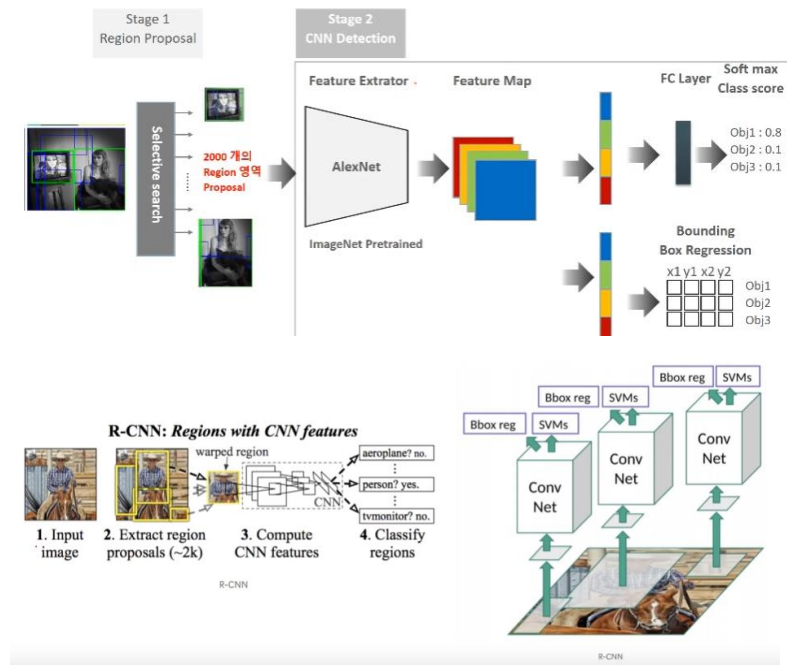 Stage 1
Region Proposal
Stage 2
CNN Detection
Selective search
2000 개의
Region 영역
Proposal
Feature Extrator
AlexNet
ImageNet Pretrained
Feature Map
FC Layer
Soft max
Class score
Obj1 : 0.8
Obj2 : 0.1
Obj3 : 0.1
Bounding
Box Regression
x1 y1 x2 y2
Obj1
Obj2
Obj3
R-CNN: Regions with CNN features
warped region
CNN
aeroplane? no.
person? yes.
tvmonitor? no.
1. Input
image
2. Extract region
proposals (~2k)
3. Compute
CNN features
4. Classify
regions
R-CNN
Bbox reg
SVMs
Bbox reg
SVMs
Bbox reg
SVMs
Conv
Net
Conv
Net
Conv
Net
R-CNN